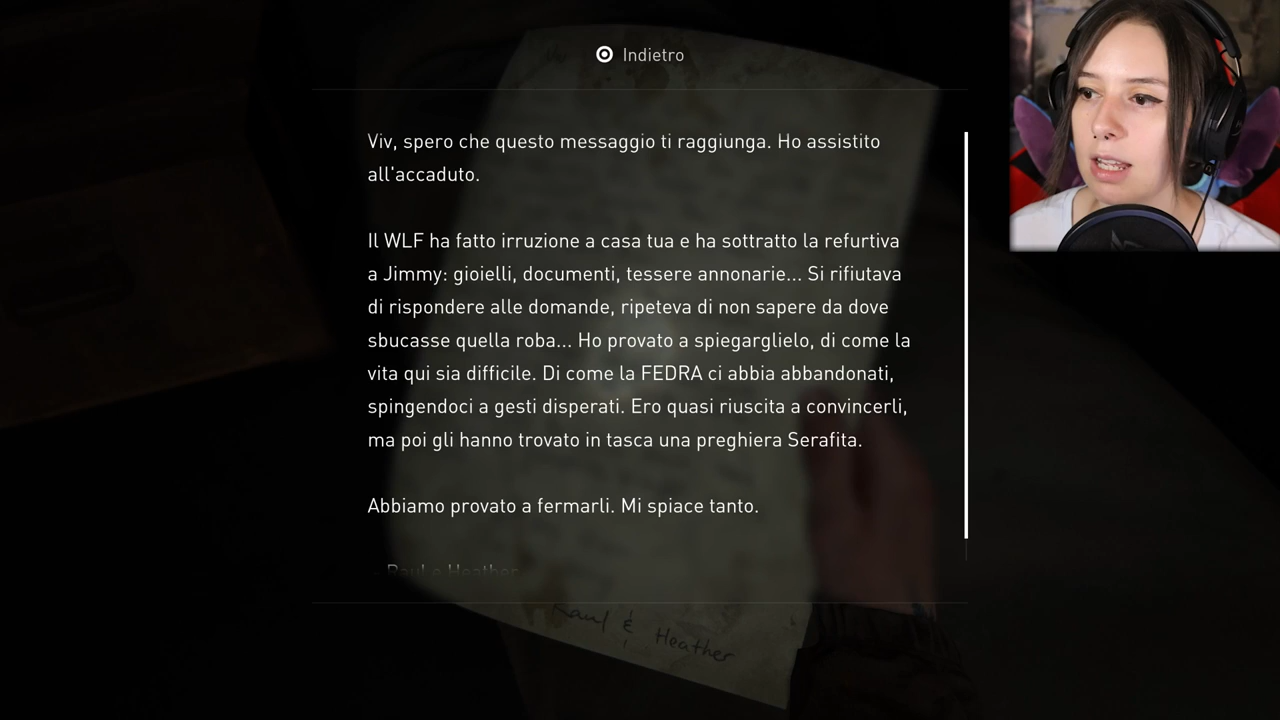 Indietro
Viv, spero che questo messaggio ti raggiunga. Ho assistito
all'accaduto.
Il WLF ha fatto irruzione a casa tua e ha sottratto la refurtiva
a Jimmy: gioielli, documenti, tessere annonarie... Si rifiutava
di rispondere alle domande, ripeteva di non sapere da dove
sbucasse quella roba... Ho provato a spiegarglielo, di come la
vita qui sia difficile. Di come la FEDRA ci abbia abbandonati,
spingendoci a gesti disperati. Ero quasi riuscita a convincerli,
ma poi gli hanno trovato in tasca una preghiera Serafita.
Abbiamo provato a fermarli. Mi spiace tanto.
- Raul e Heather
Raul & Heather